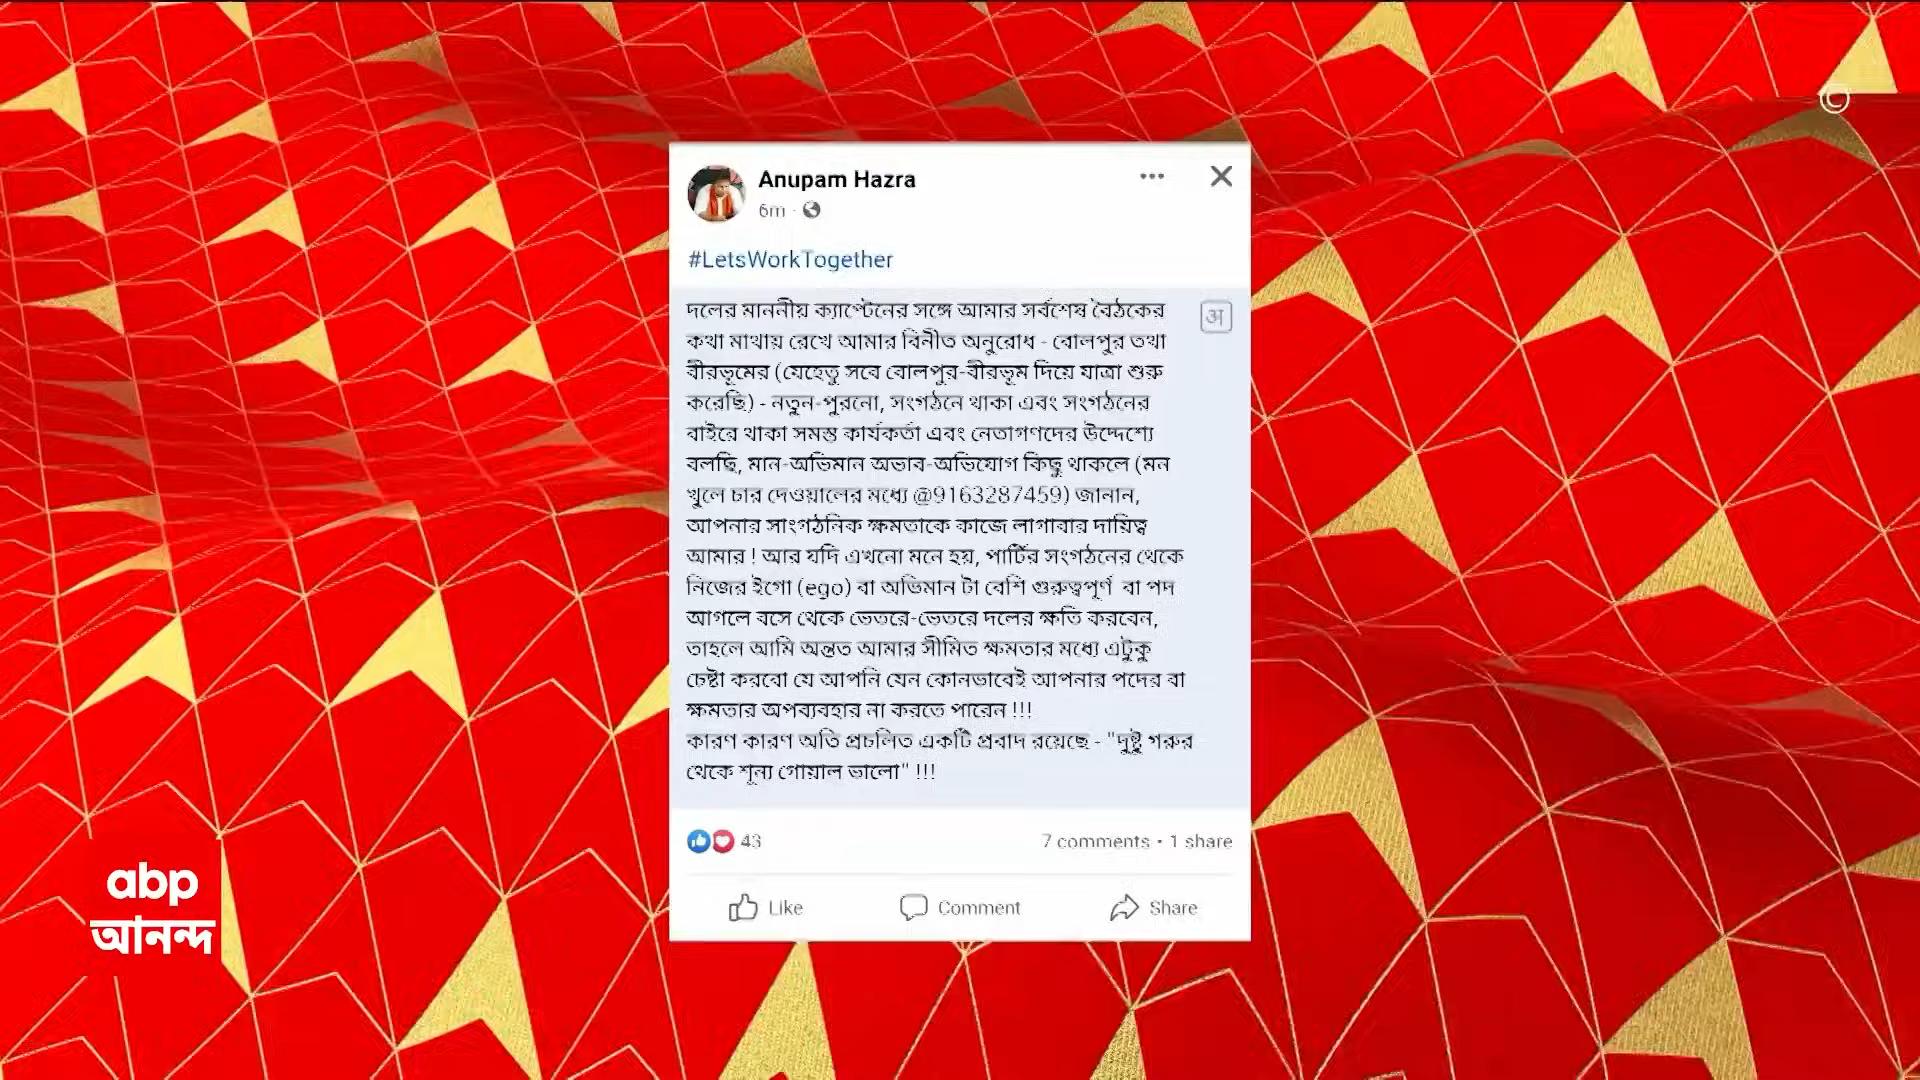 ©
Anupam Hazra
6m
#LetsWorkTogether
দলের মাননীয় ক্যাপ্টেনের সঙ্গে আমার সর্বশেষ বৈঠকের
কথা মাথায় রেখে আমার বিনীত অনুরোধ - বোলপুর তথা
বীরভূমের (যেহেতু সবে বোলপুর-বীরভূম দিয়ে যাত্রা শুরু
করেছি) - নতুন-পুরনো, সংগঠনে থাকা এবং সংগঠনের
বাইরে থাকা সমস্ত কার্যকর্তা এবং নেতাগণদের উদ্দেশ্যে
বলছি, মান-অভিমান অভাব-অভিযোগ কিছু থাকলে (মন
খুলে চার দেওয়ালের মধ্যে @9163287459) জানান,
আপনার সাংগঠনিক ক্ষমতাকে কাজে লাগাবার দায়িত্ব
আমার ! আর যদি এখনো মনে হয়, পার্টির সংগঠনের থেকে
নিজের ইগো (ego) বা অভিমান টা বেশি গুরুত্বপূর্ণ বা পদ
আগলে বসে থেকে ভেতরে-ভেতরে দলের ক্ষতি করবেন,
তাহলে আমি অন্তত আমার সীমিত ক্ষমতার মধ্যে এটুকু
চেষ্টা করবো যে আপনি যেন কোনভাবেই আপনার পদের বা
ক্ষমতার অপব্যবহার না করতে পারেন !!!
কারণ কারণ অতি প্রচলিত একটি প্রবাদ রয়েছে - "দুষ্টু গরুর
থেকে শূন্য গোয়াল ভালো" !!!
अ
43
7 comments • 1 share
Like
Comment
Share
abp
আনন্দ